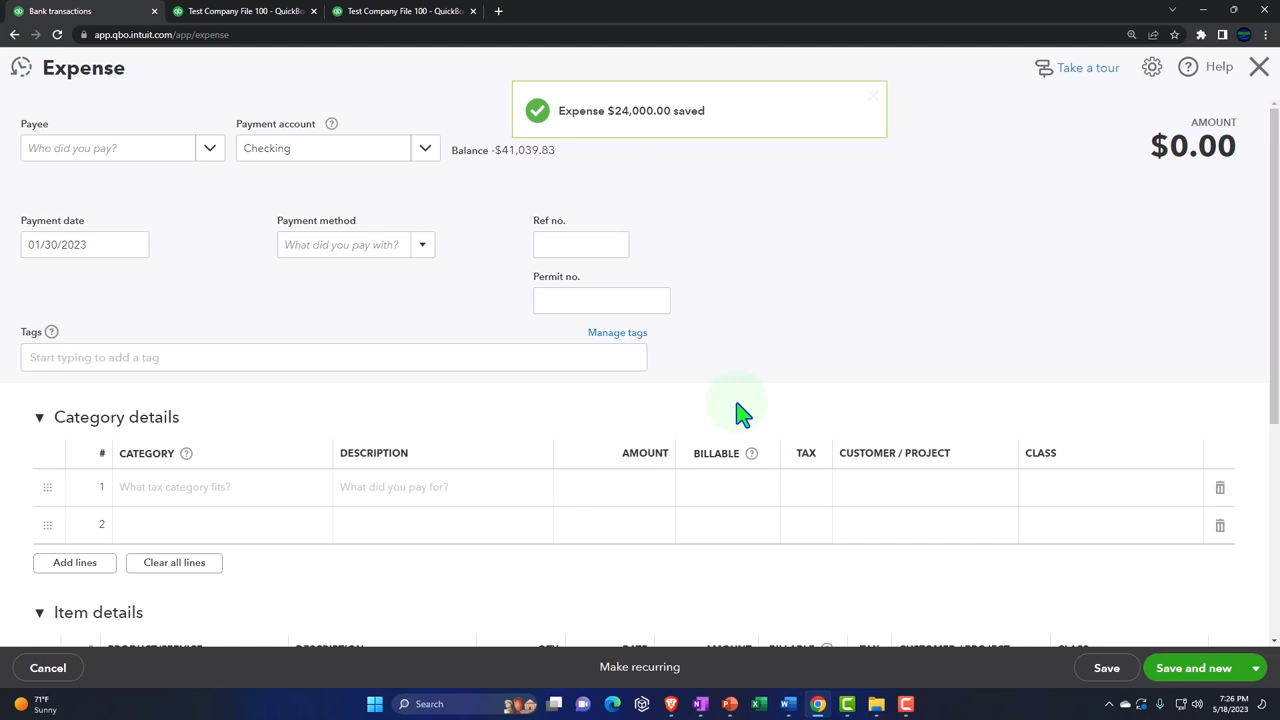 Bank transactions
Test Company File 100 - QuickBo
Test Company File 100 - QuickBo
app.qbo.intuit.com/app/expense
Expense
Take a tour
Help
Expense $24,000.00 saved
Payee
Payment account
AMOUNT
Who did you pay?
Checking
Balance -$41,039.83
$0.00
Payment date
Payment method
Ref no.
01/30/2023
What did you pay with?
Permit no.
Tags
Manage tags
Start typing to add a tag
Category details
# CATEGORY DESCRIPTION AMOUNT BILLABLE TAX CUSTOMER / PROJECT CLASS
1 What tax category fits? What did you pay for?
2
Add lines
Clear all lines
Item details
# PRODUCT/SERVICE DESCRIPTION QTY RATE AMOUNT BILLABLE TAX CUSTOMER / PROJECT CLASS
Cancel
Make recurring
Save
Save and new
71°F
Sunny
Search
7:26 PM
5/18/2023